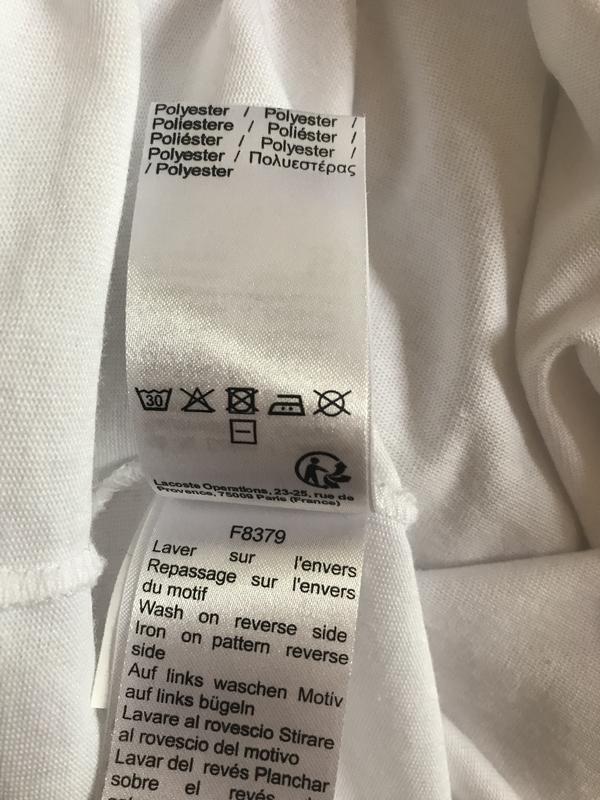 Polyester / Polyester /
Poliestere / Poliéster /
Poliéster / Polyester /
Polyester / Πολυεστέρας
/ Polyester
30
Lacoste Operations, 23-25, rue de
Provence, 75009 Paris (France)
F8379
Laver sur l'envers
Repassage sur l'envers
du motif
Wash on reverse side
Iron on pattern reverse
side
Auf links waschen Motiv
auf links bügeln
Lavare al rovescio Stirare
al rovescio del motivo
Lavar del revés Planchar
sobre el revés